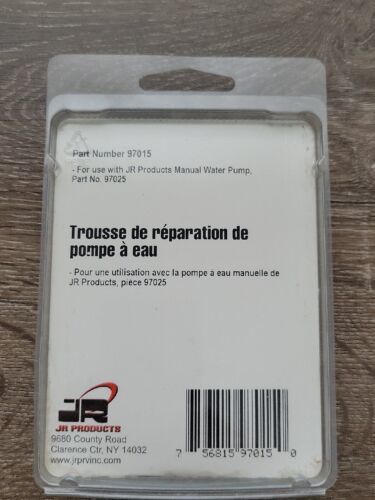 Part Number 97015
- For use with JR Products Manual Water Pump,
Part No. 97025
Trousse de réparation de
pompe à eau
- Pour une utilisation avec la pompe à eau manuelle de
JR Products, pièce 97025
JR
JR PRODUCTS
9680 County Road
Clarence Ctr, NY 14032
www.jrprvinc.com
7 56815 97015 0